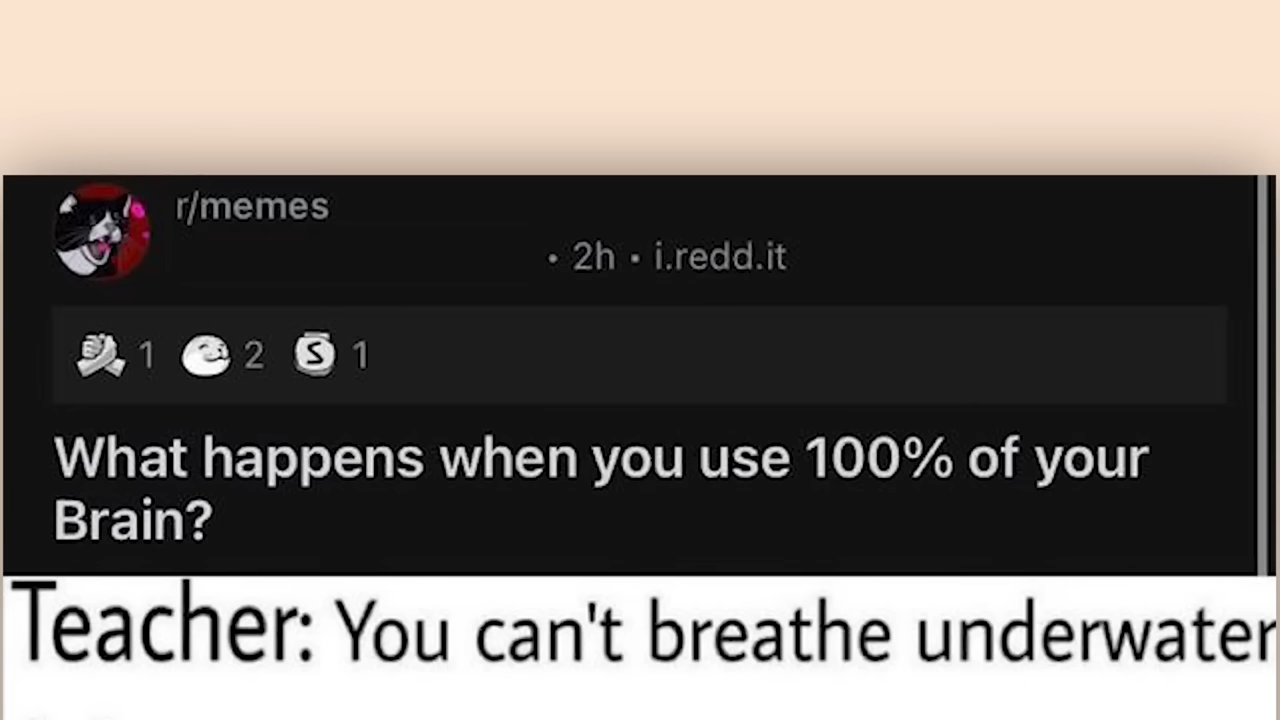 r/memes
• 2h • i.redd.it
1 2 S 1
What happens when you use 100% of your
Brain?
Teacher: You can't breathe underwater